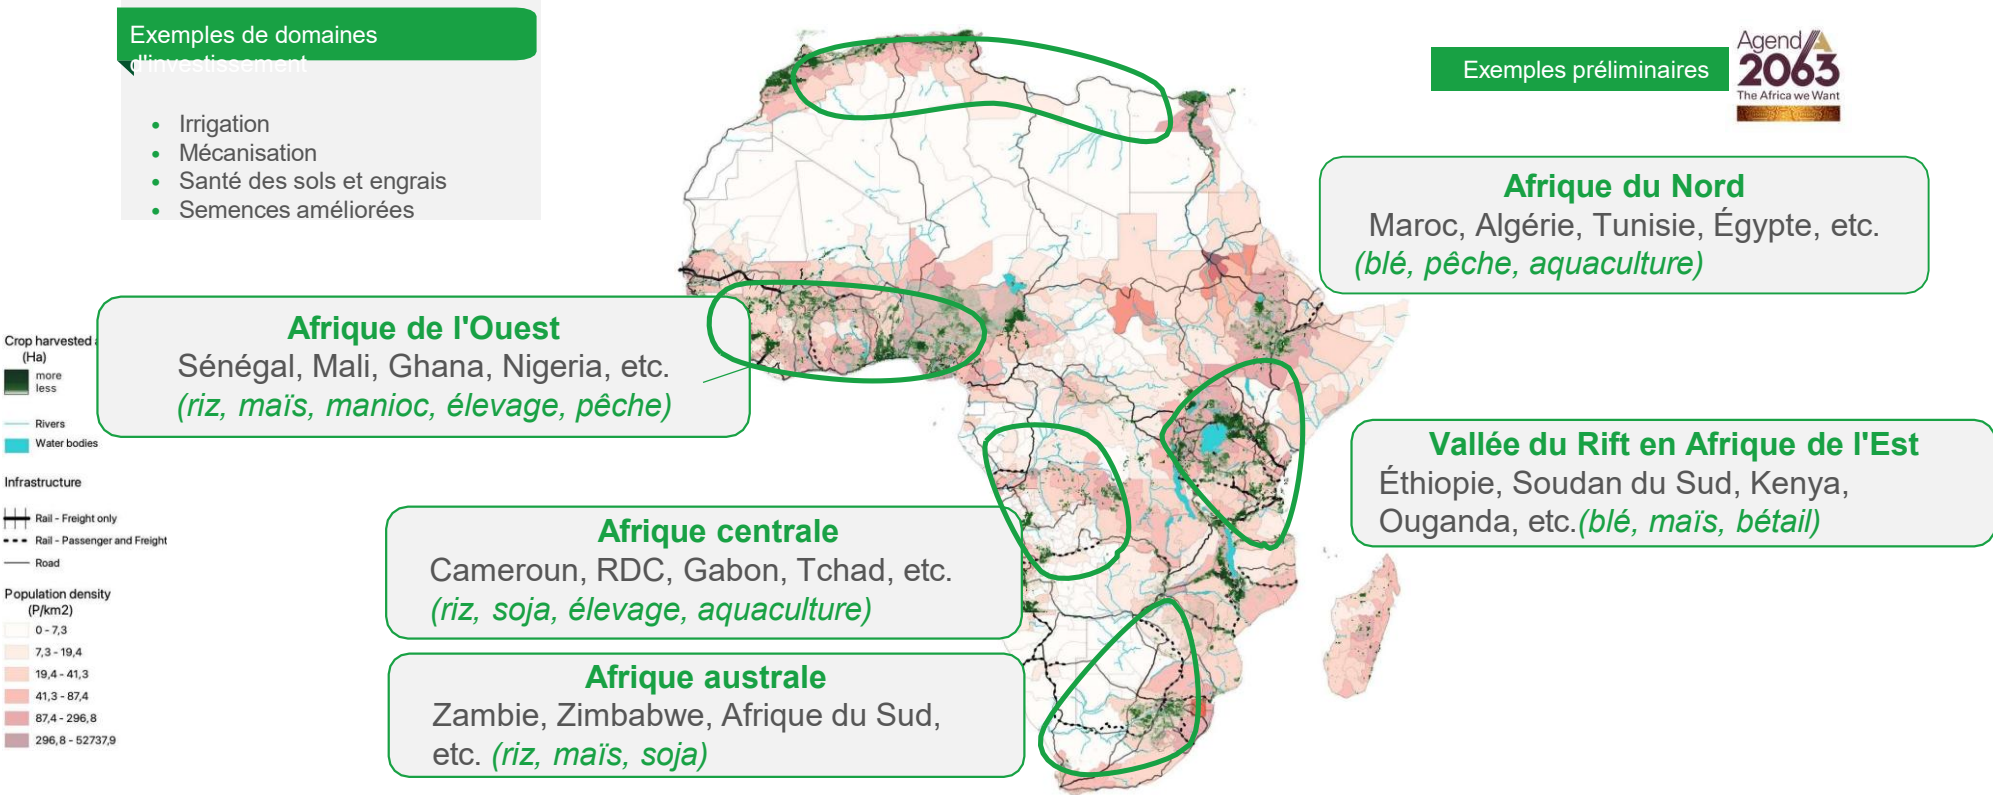 Exemples de domaines
d'investissement
• Irrigation
• Mécanisation
• Santé des sols et engrais
• Semences améliorées
Exemples préliminaires
Agend
2063
The Africa we Want
Afrique du Nord
Maroc, Algérie, Tunisie, Égypte, etc.
(blé, pêche, aquaculture)
Afrique de l'Ouest
Sénégal, Mali, Ghana, Nigeria, etc.
(riz, maïs, manioc, élevage, pêche)
Vallée du Rift en Afrique de l'Est
Éthiopie, Soudan du Sud, Kenya,
Ouganda, etc.(blé, maïs, bétail)
Afrique centrale
Cameroun, RDC, Gabon, Tchad, etc.
(riz, soja, élevage, aquaculture)
Afrique australe
Zambie, Zimbabwe, Afrique du Sud,
etc. (riz, maïs, soja)
Crop harvested
(Ha)
more
less
Rivers
Water bodies
Infrastructure
Rail - Freight only
Rail - Passenger and Freight
Road
Population density
(P/km2)
0 - 7,3
7,3 - 19,4
19,4 - 41,3
41,3 - 87,4
87,4 - 296,8
296,8 - 52737,9